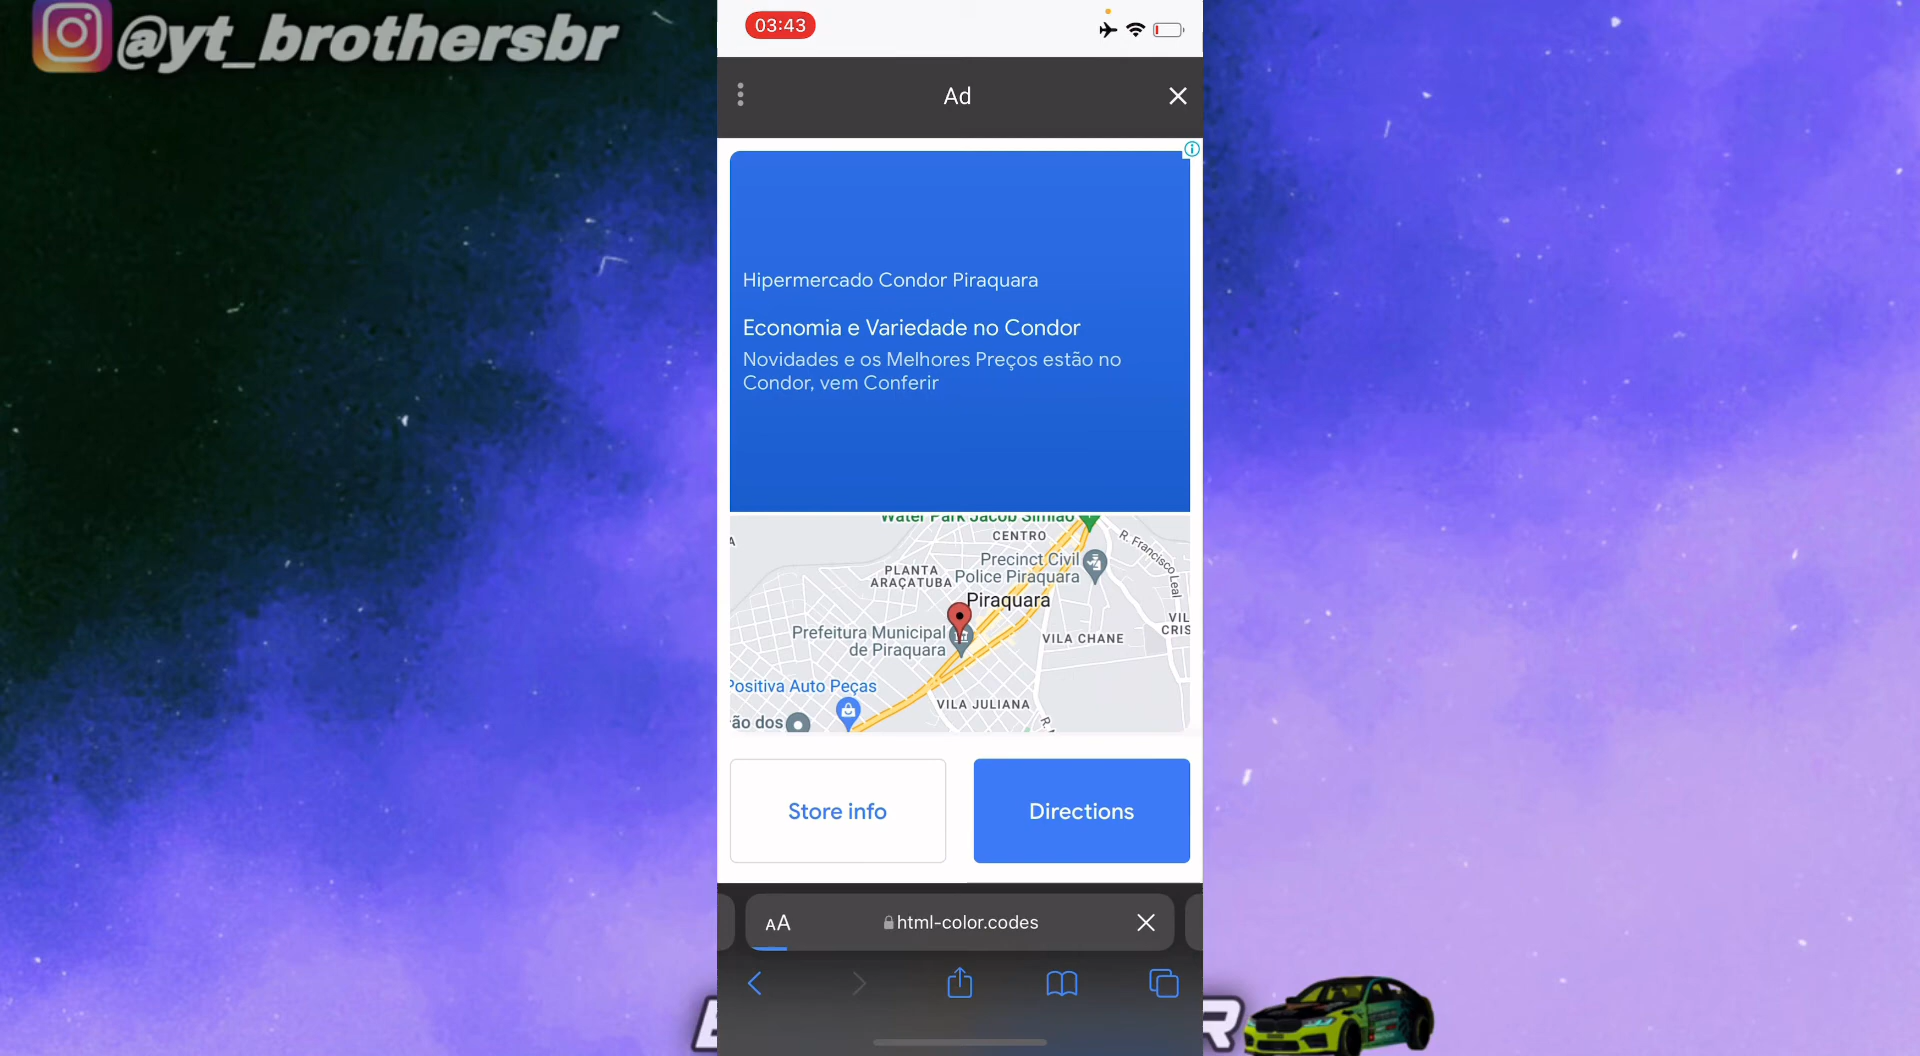 @yt_brothersbr
03:43
Ad
Hipermercado Condor Piraquara
Economia e Variedade no Condor
Novidades e os Melhores Preços estão no
Condor, vem Conferir
Water Park Jacob Simião
CENTRO
R. Francisco Leal
Precinct Civil
Police Piraquara
PLANTA
ARAÇATUBA
Piraquara
Prefeitura Municipal
de Piraquara
VILA CHANE
VIL
CRIS
Positiva Auto Peças
VILA JULIANA
R.
ão dos
Store info
Directions
AA
html-color.codes
R